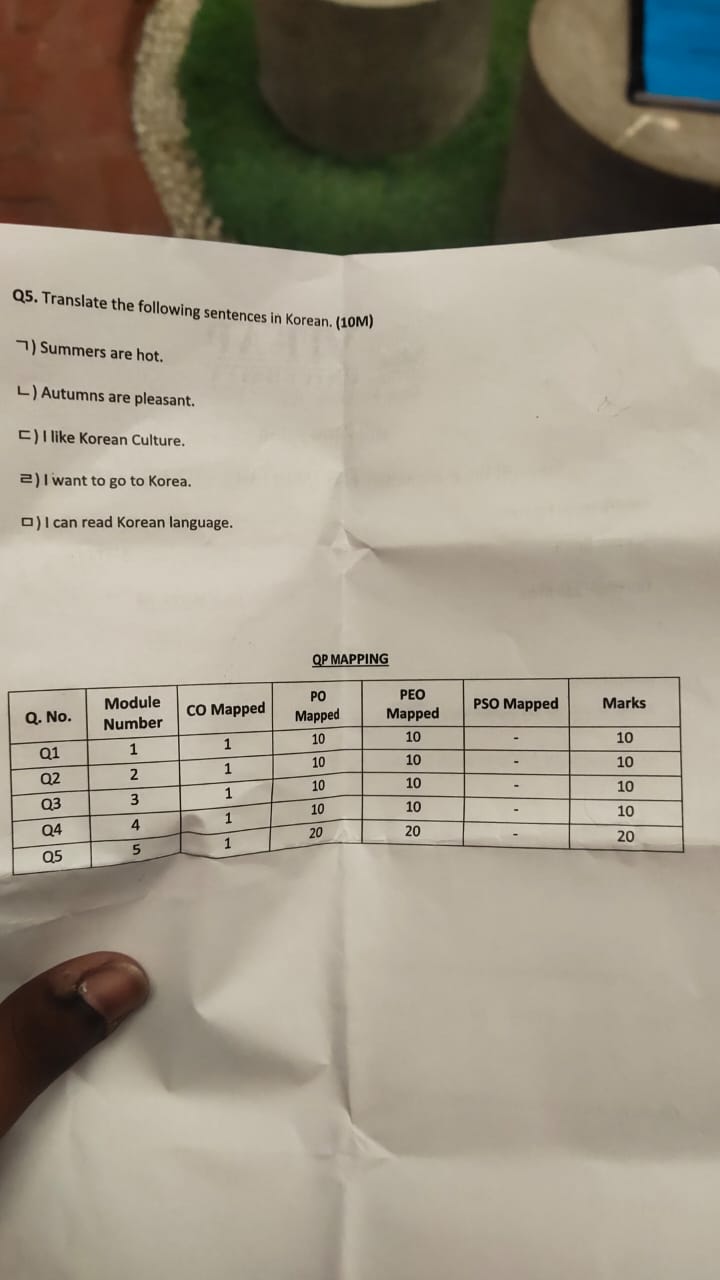 Q5. Translate the following sentences in Korean. (10M)
ㄱ) Summers are hot.
ㄴ) Autumns are pleasant.
ㄷ) I like Korean Culture.
ㄹ) I want to go to Korea.
ㅁ) I can read Korean language.
QP MAPPING
Q. No. Module Number CO Mapped PO Mapped PEO Mapped PSO Mapped Marks
Q1 1 1 10 10 - 10
Q2 2 1 10 10 - 10
Q3 3 1 10 10 - 10
Q4 4 1 10 10 - 10
Q5 5 1 20 20 - 20